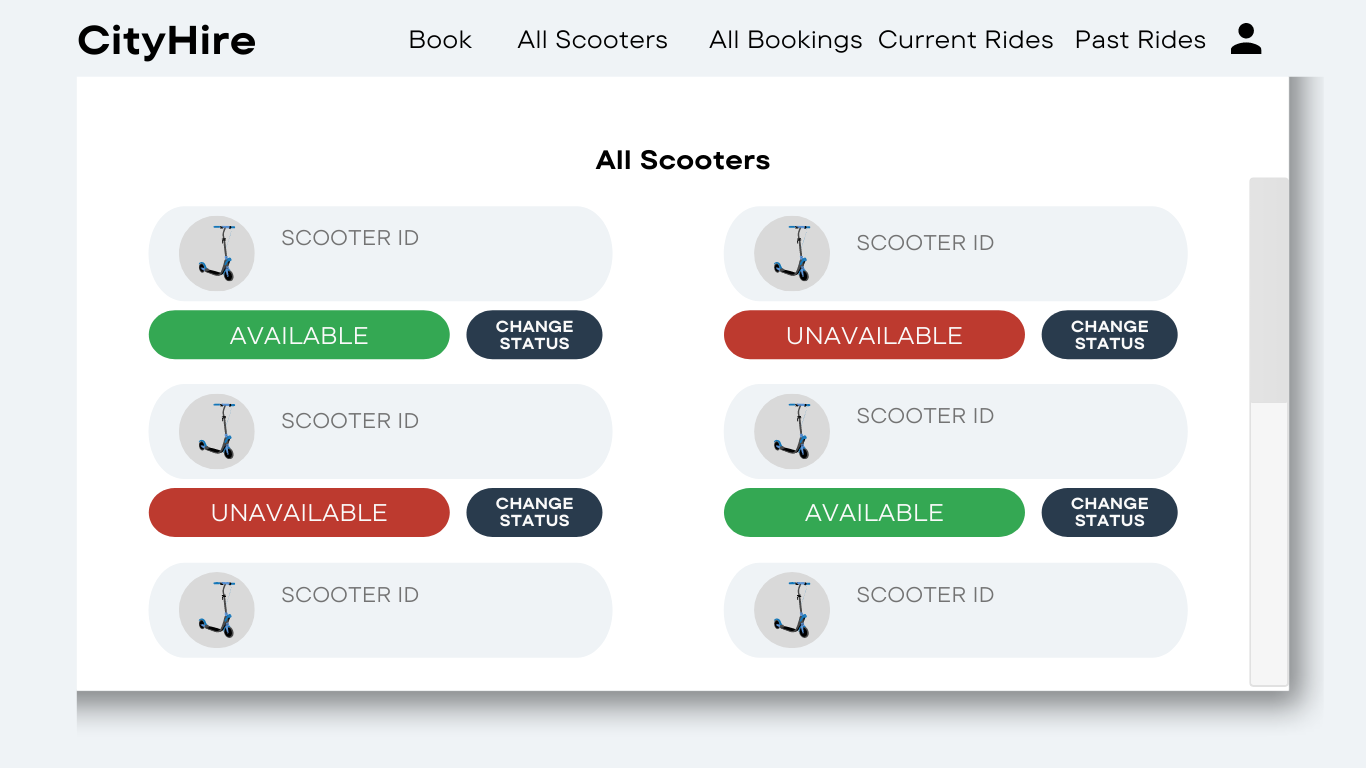 CityHire
Book All Scooters All Bookings Current Rides Past Rides
All Scooters
SCOOTER ID
SCOOTER ID
AVAILABLE
CHANGE
STATUS
UNAVAILABLE
CHANGE
STATUS
SCOOTER ID
SCOOTER ID
UNAVAILABLE
CHANGE
STATUS
AVAILABLE
CHANGE
STATUS
SCOOTER ID
SCOOTER ID